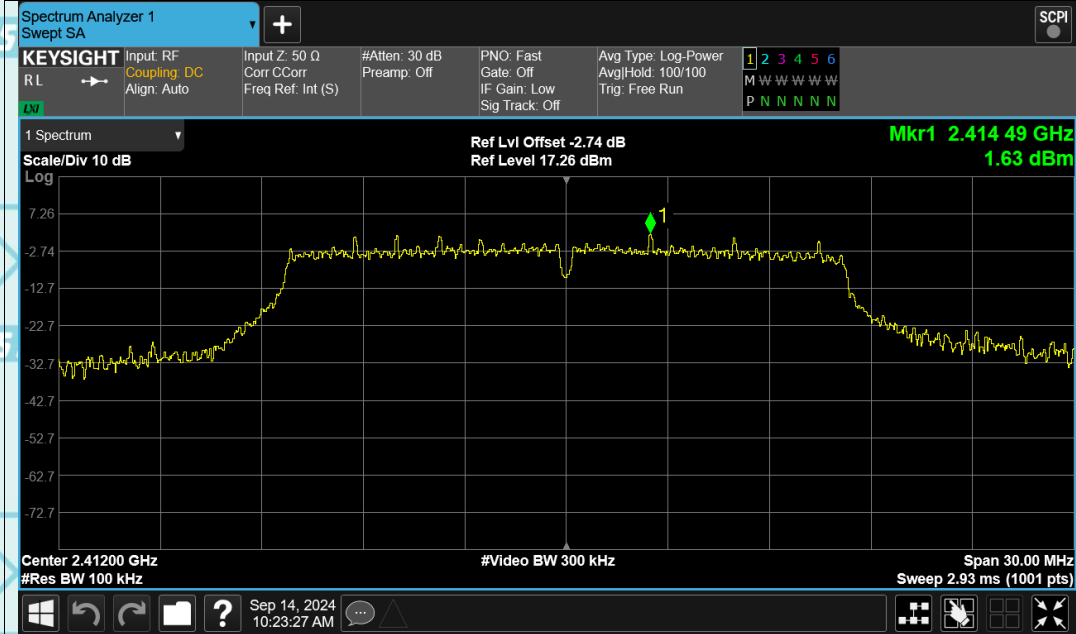 Spectrum Analyzer 1
Swept SA
+
SCPI
KEYSIGHT
R L
LXI
Input: RF
Coupling: DC
Align: Auto
Input Z: 50 Ω
Corr CCorr
Freq Ref: Int (S)
#Atten: 30 dB
Preamp: Off
PNO: Fast
Gate: Off
IF Gain: Low
Sig Track: Off
Avg Type: Log-Power
Avg|Hold: 100/100
Trig: Free Run
1 2 3 4 5 6
M W W W W W
P N N N N N
1 Spectrum
Scale/Div 10 dB
Log
Ref Lvl Offset -2.74 dB
Ref Level 17.26 dBm
Mkr1 2.414 49 GHz
1.63 dBm
1
7.26
-2.74
-12.7
-22.7
-32.7
-42.7
-52.7
-62.7
-72.7
Center 2.41200 GHz
#Res BW 100 kHz
#Video BW 300 kHz
Span 30.00 MHz
Sweep 2.93 ms (1001 pts)
?
Sep 14, 2024
10:23:27 AM